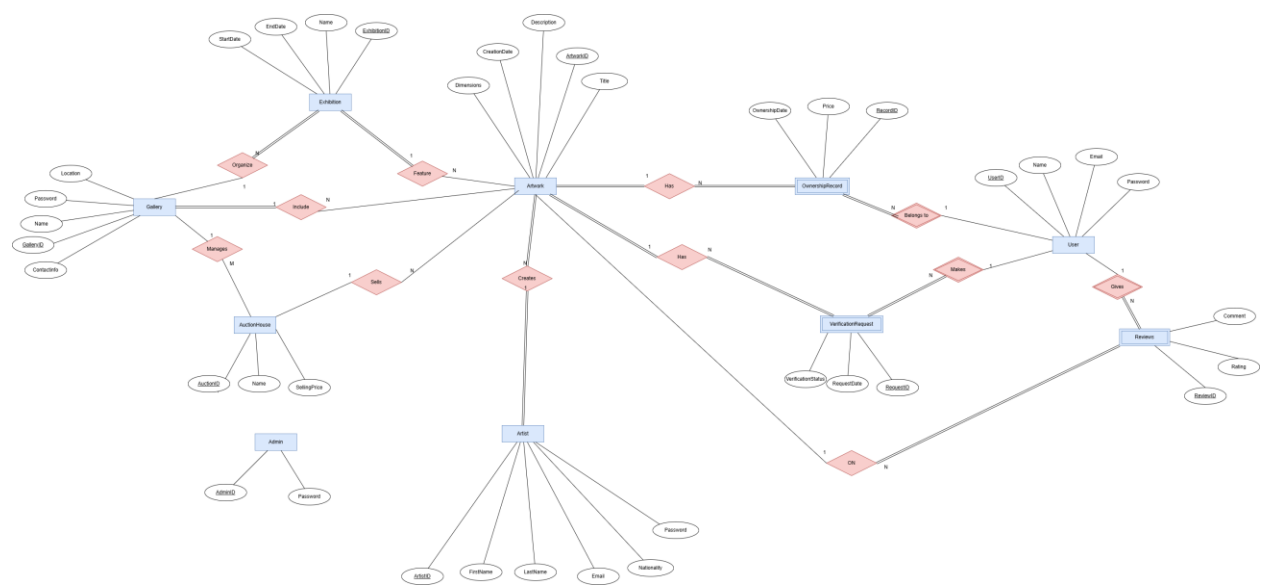 Description
Name
EndDate
ExhibitionID
StartDate
CreationDate
ArtworkID
Dimensions
Title
Exhibition
OwnershipDate
Price
RecordID
Email
Name
UserID
Password
N
1
Organize
Feature
N
1
Location
Password
Name
GalleryID
ContactInfo
Gallery
1
Include
N
Artwork
1
Has
N
OwnershipRecord
N
Belongs to
1
User
1
Manages
M
1
Sells
N
N
Creates
1
1
Has
N
N
Makes
1
1
Gives
N
AuctionHouse
AuctionID
Name
SellingPrice
VerificationRequest
VerificationStatus
RequestDate
RequestID
Reviews
Comment
Rating
ReviewID
Admin
AdminID
Password
Artist
1
ON
N
ArtistID
FirstName
LastName
Email
Nationality
Password